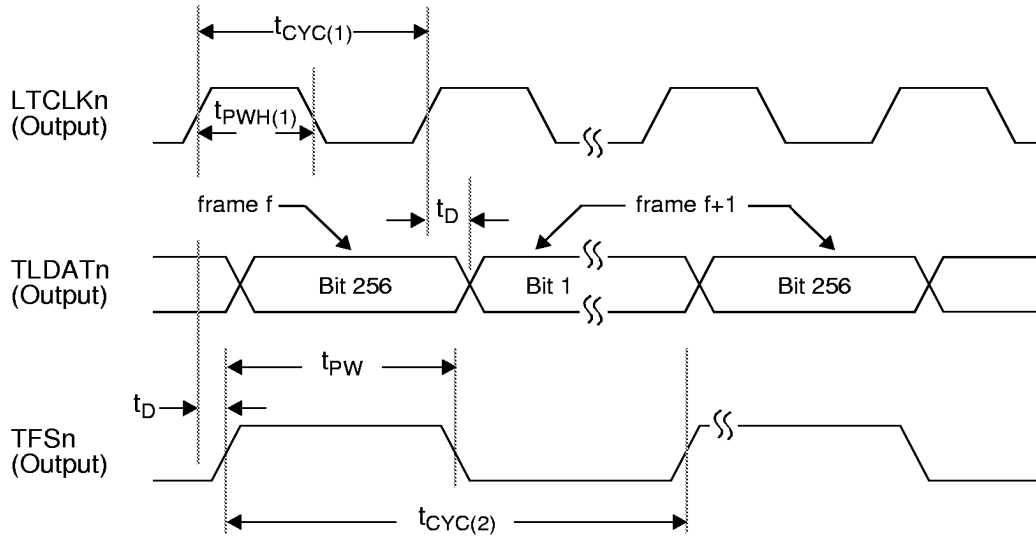 tCYC(1)
LTCLKn
(Output)
tPWH(1)
frame f
tD
frame f+1
TLDATn
(Output)
Bit 256
Bit 1
Bit 256
tPW
tD
TFSn
(Output)
tCYC(2)